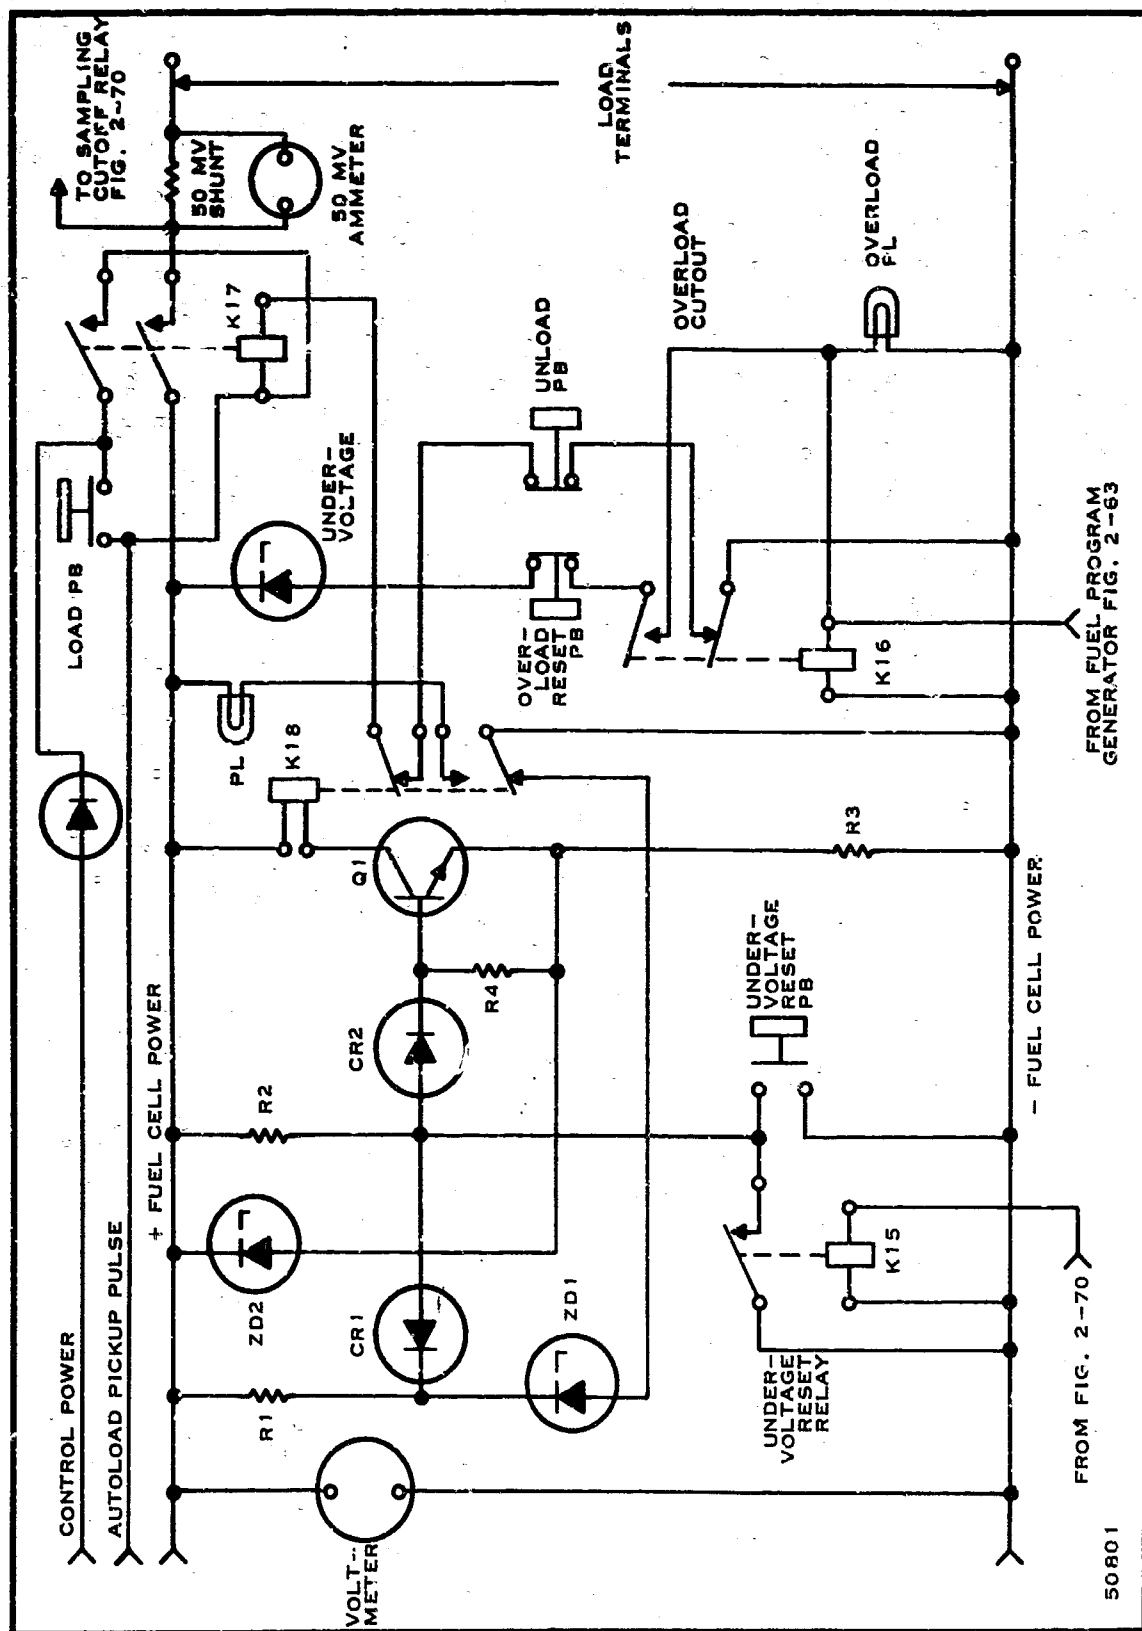 CONTROL POWER
AUTOLOAD PICKUP PULSE
+ FUEL CELL POWER
VOLT-
METER
R1
ZD2
CR1
ZD1
R2
CR2
R4
Q1
R3
PL
K18
LOAD PB
UNDER-
VOLTAGE
K17
TO SAMPLING
CUTOFF RELAY
FIG. 2-70
50 MV
SHUNT
50 MV
AMMETER
LOAD
TERMINALS
UNLOAD
PB
OVER-
LOAD
RESET
PB
OVERLOAD
CUTOUT
OVERLOAD
PL
K16
FROM FUEL PROGRAM
GENERATOR FIG. 2-63
UNDER-
VOLTAGE
RESET
PB
- FUEL CELL POWER
UNDER-
VOLTAGE
RESET
RELAY
K15
FROM FIG. 2-70
50801